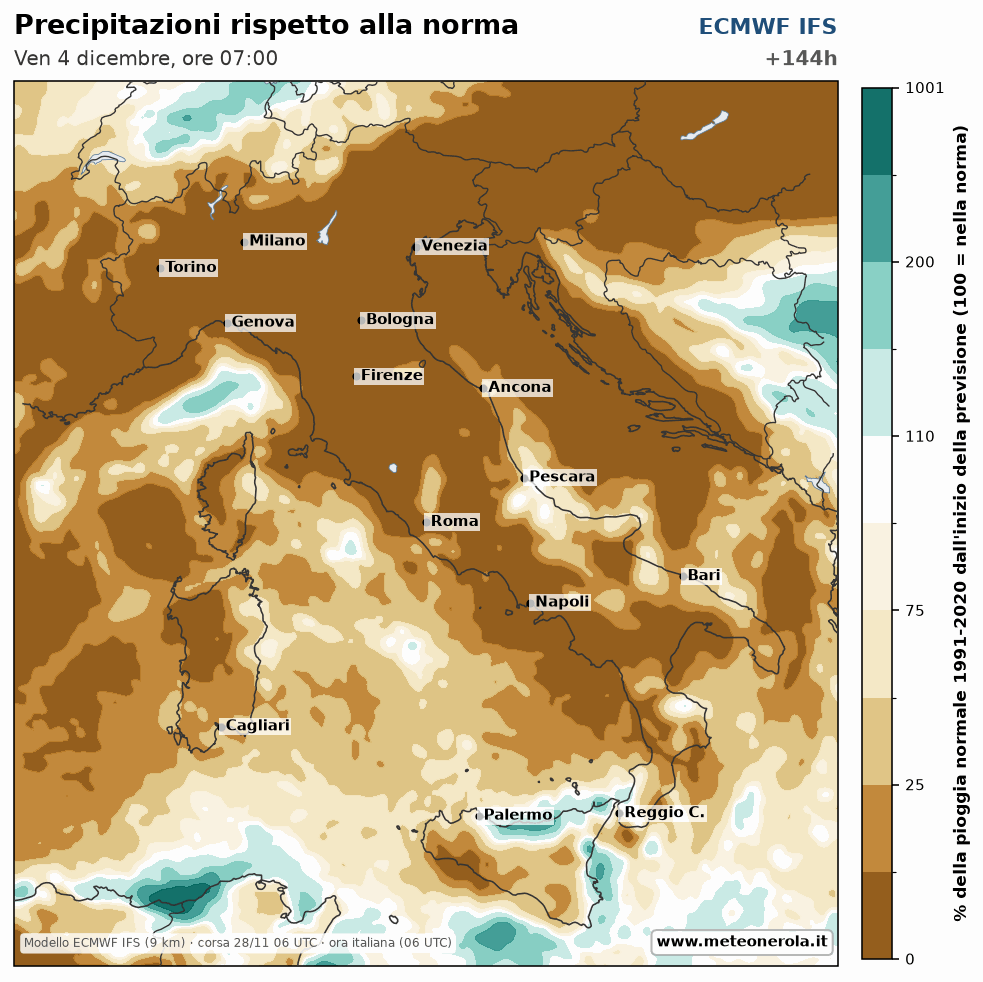 Precipitazioni rispetto alla norma
ECMWF IFS
Ven 4 dicembre, ore 07:00
+144h
Milano
Venezia
Torino
Genova
Bologna
Firenze
Ancona
Pescara
Roma
Bari
Napoli
Cagliari
Palermo
Reggio C.
1001
200
110
75
25
0
% della pioggia normale 1991-2020 dall'inizio della previsione (100 = nella norma)
Modello ECMWF IFS (9 km) · corsa 28/11 06 UTC · ora italiana (06 UTC)
www.meteonerola.it